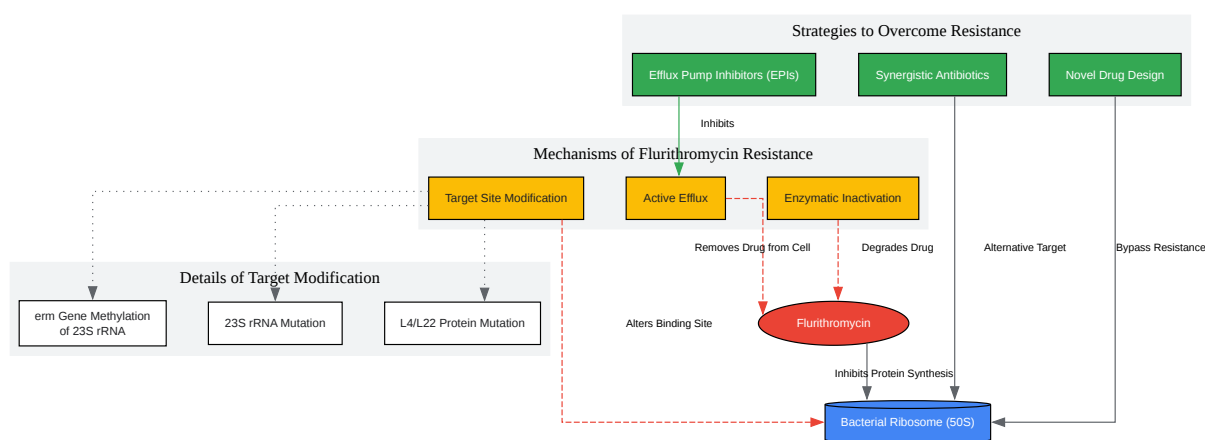 Strategies to Overcome Resistance
Efflux Pump Inhibitors (EPIs)
Synergistic Antibiotics
Novel Drug Design
Inhibits
Mechanisms of Flurithromycin Resistance
Target Site Modification
Active Efflux
Enzymatic Inactivation
Removes Drug from Cell
Degrades Drug
Alternative Target
Bypass Resistance
Details of Target Modification
erm Gene Methylation
of 23S rRNA
23S rRNA Mutation
L4/L22 Protein Mutation
Alters Binding Site
Flurithromycin
Inhibits Protein Synthesis
Bacterial Ribosome (50S)